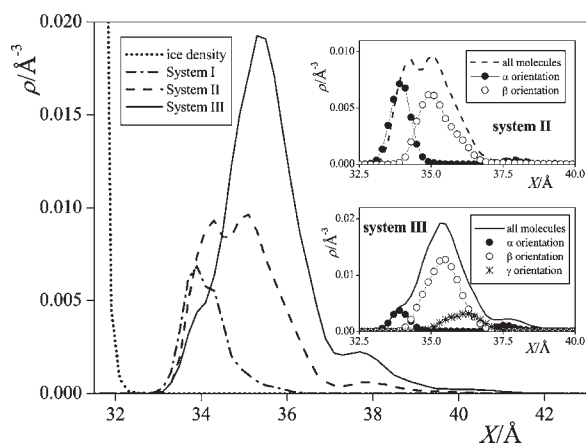 0.020
0.015
0.010
0.005
0.000
ρ/Å-3
32
34
36
38
40
42
X/Å
ice density
System I
System II
System III
0.010
0.005
0.000
ρ/Å-3
32.5
35.0
37.5
40.0
X/Å
all molecules
α orientation
β orientation
system II
0.02
0.01
0.00
ρ/Å-3
32.5
35.0
37.5
40.0
X/Å
system III
all molecules
α orientation
β orientation
γ orientation